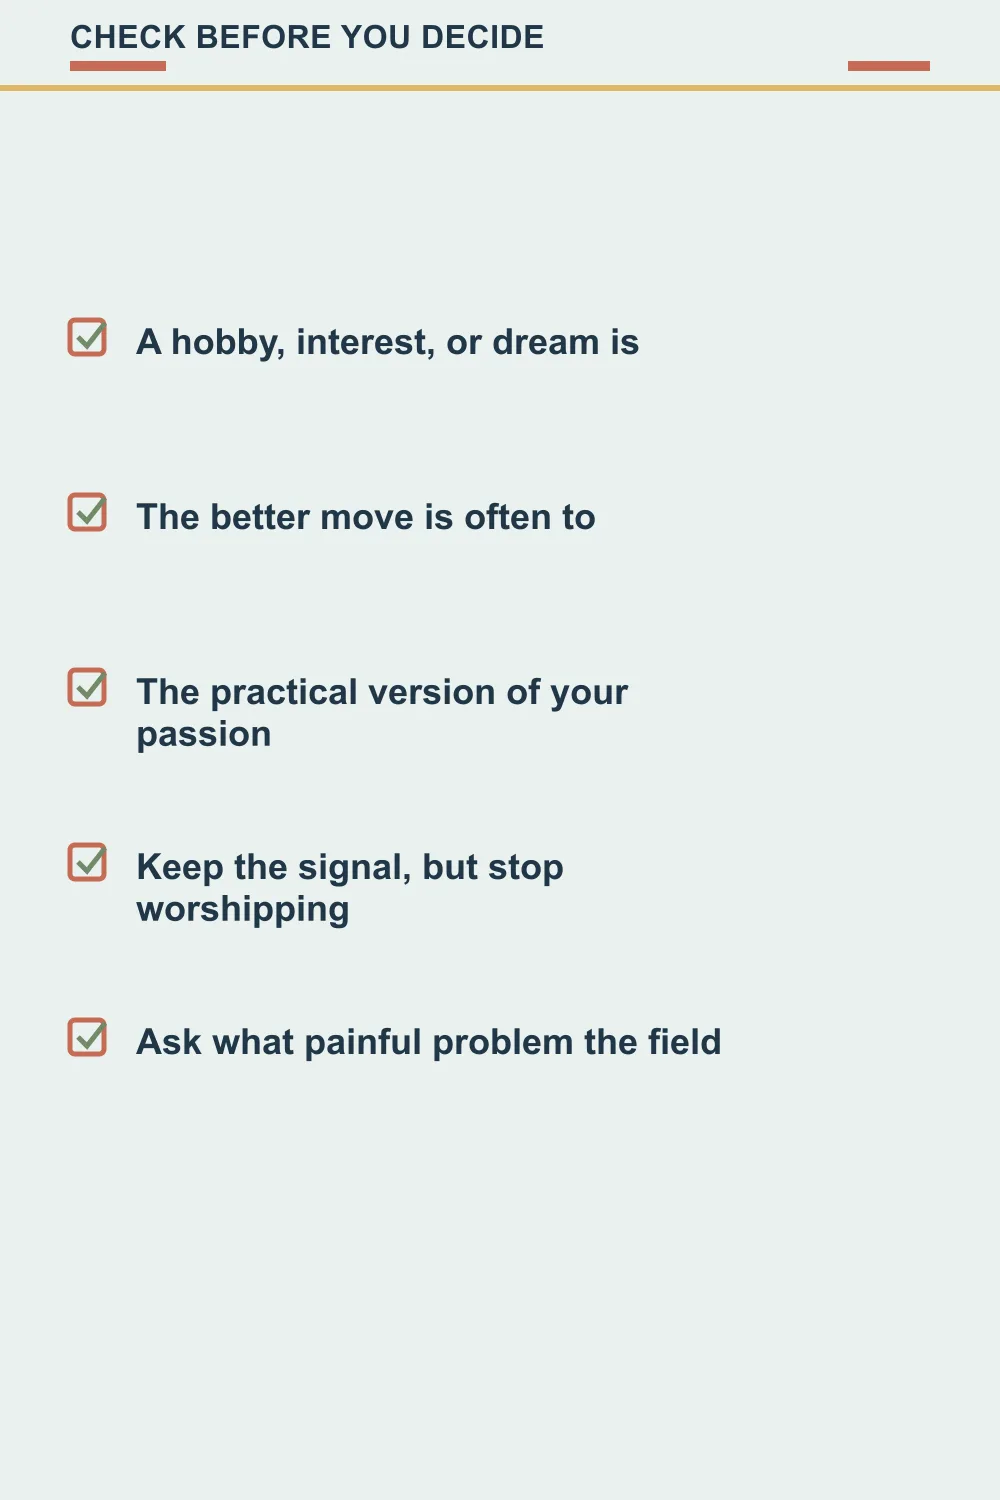 CHECK BEFORE YOU DECIDE
A hobby, interest, or dream is
The better move is often to
The practical version of your
passion
Keep the signal, but stop
worshipping
Ask what painful problem the field